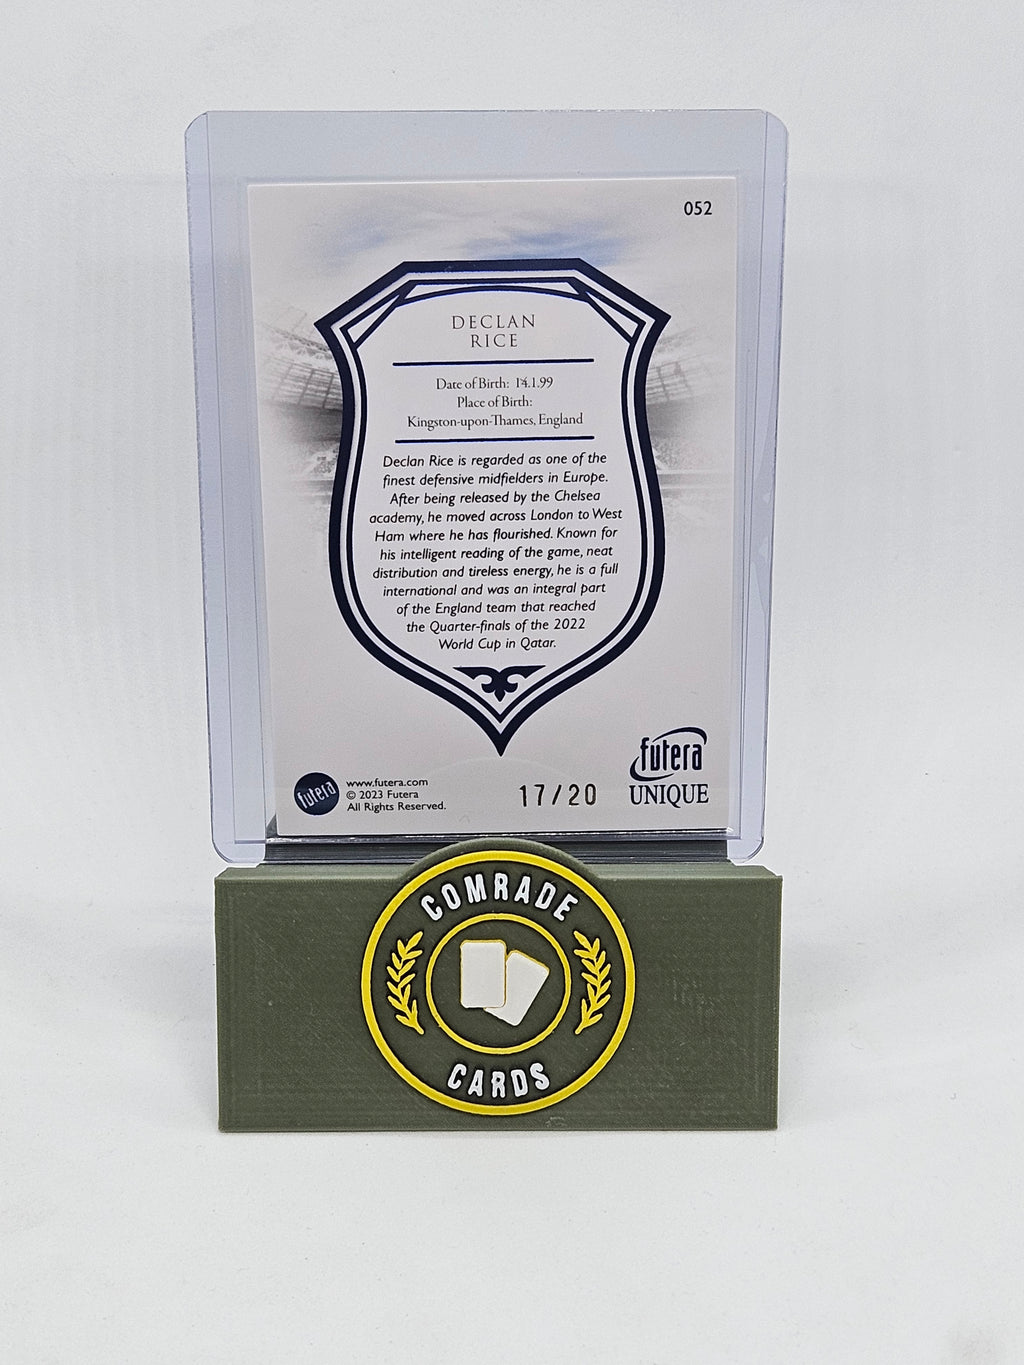 052
DECLAN
RICE
Date of Birth: 14.1.99
Place of Birth:
Kingston-upon-Thames, England
Declan Rice is regarded as one of the
finest defensive midfielders in Europe.
After being released by the Chelsea
academy, he moved across London to West
Ham where he has flourished. Known for
his intelligent reading of the game, neat
distribution and tireless energy, he is a full
international and was an integral part
of the England team that reached
the Quarter-finals of the 2022
World Cup in Qatar.
futera
UNIQUE
futera
www.futera.com
© 2023 Futera
All Rights Reserved.
17/20
COMRADE
CARDS